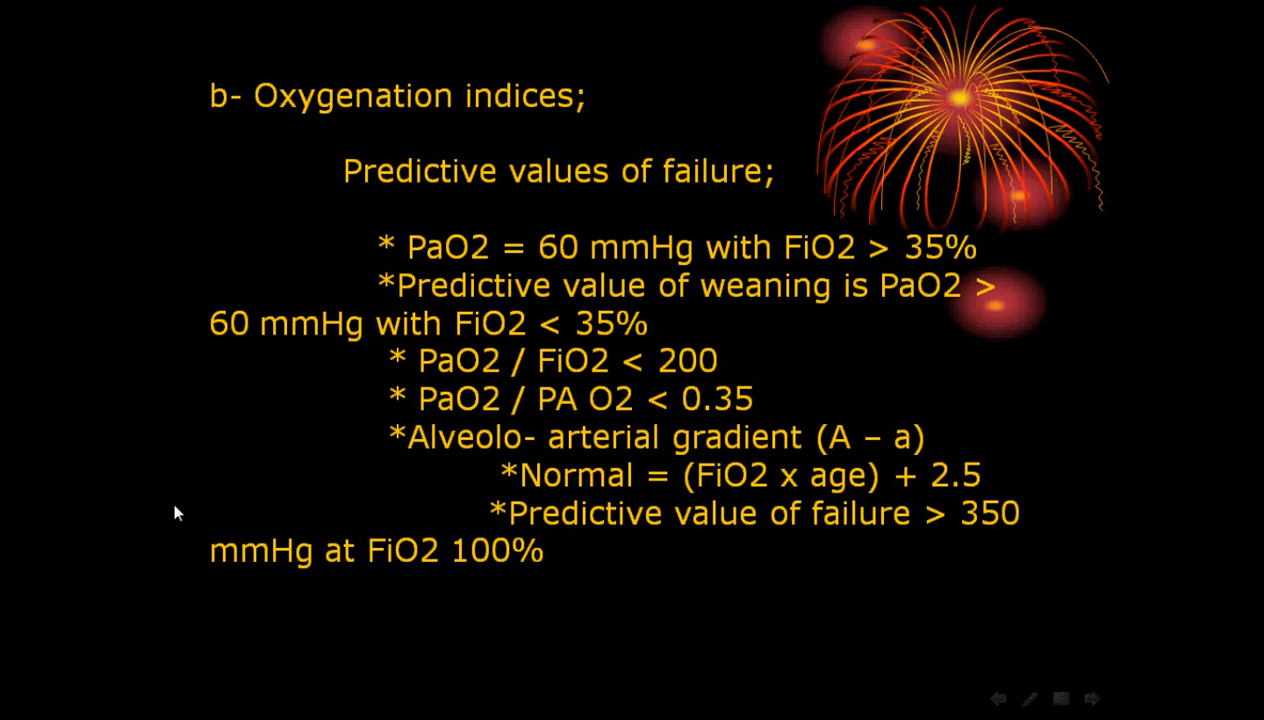 b- Oxygenation indices;
Predictive values of failure;
* PaO2 = 60 mmHg with FiO2 > 35%
*Predictive value of weaning is PaO2 >
60 mmHg with FiO2 < 35%
* PaO2 / FiO2 < 200
* PaO2 / PA O2 < 0.35
*Alveolo- arterial gradient (A – a)
*Normal = (FiO2 x age) + 2.5
*Predictive value of failure > 350
mmHg at FiO2 100%